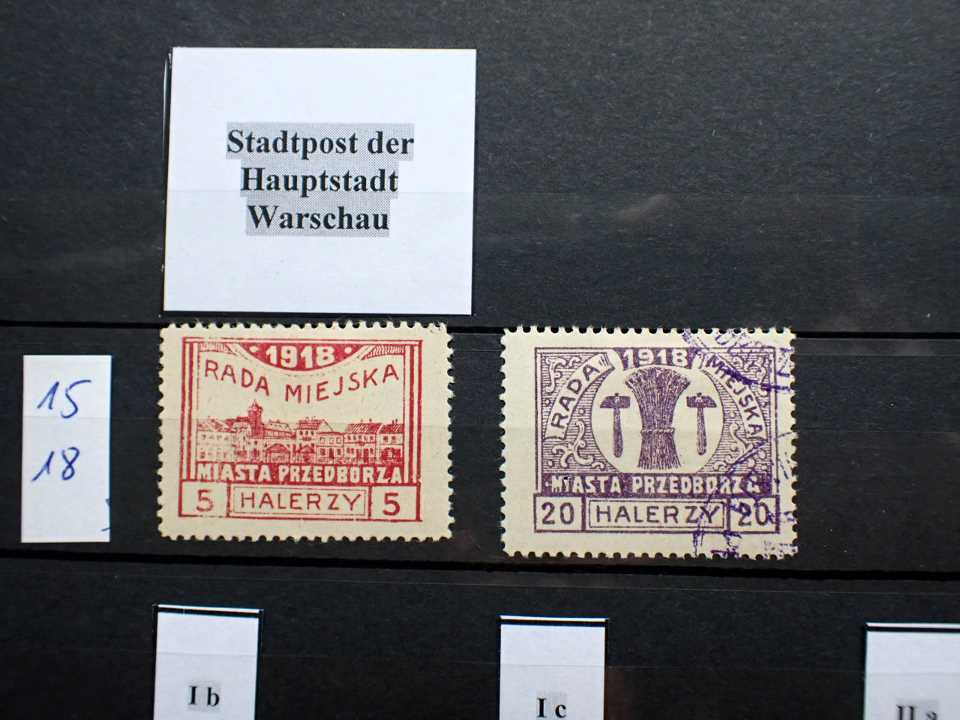 Stadtpost der
Hauptstadt
Warschau
15
18
1918
RADA MIEJSKA
MIASTA PRZEDBORZA
5 HALERZY 5
1918
RADA MIEJSKA
MIASTA PRZEDBORZA
20 HALERZY 20
I b
I c
II a